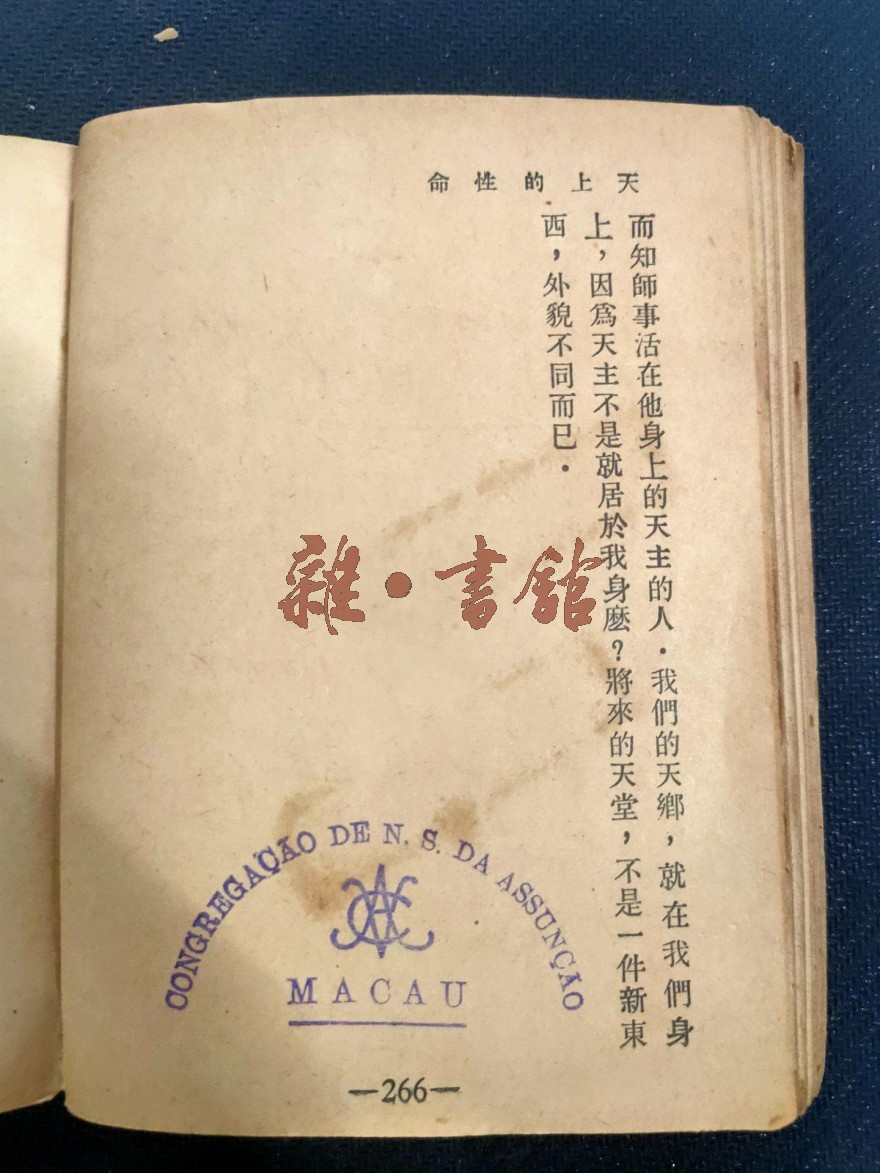 天上的性命
而知師事活在他身上的天主的人．我們的天鄉，就在我們身
上，因爲天主不是就居於我身麽？將來的天堂，不是一件新東
西，外貌不同而已．
雜·書館
CONGREGAÇÃO DE N. S. DA ASSUNÇÃO
MACAU
—266—